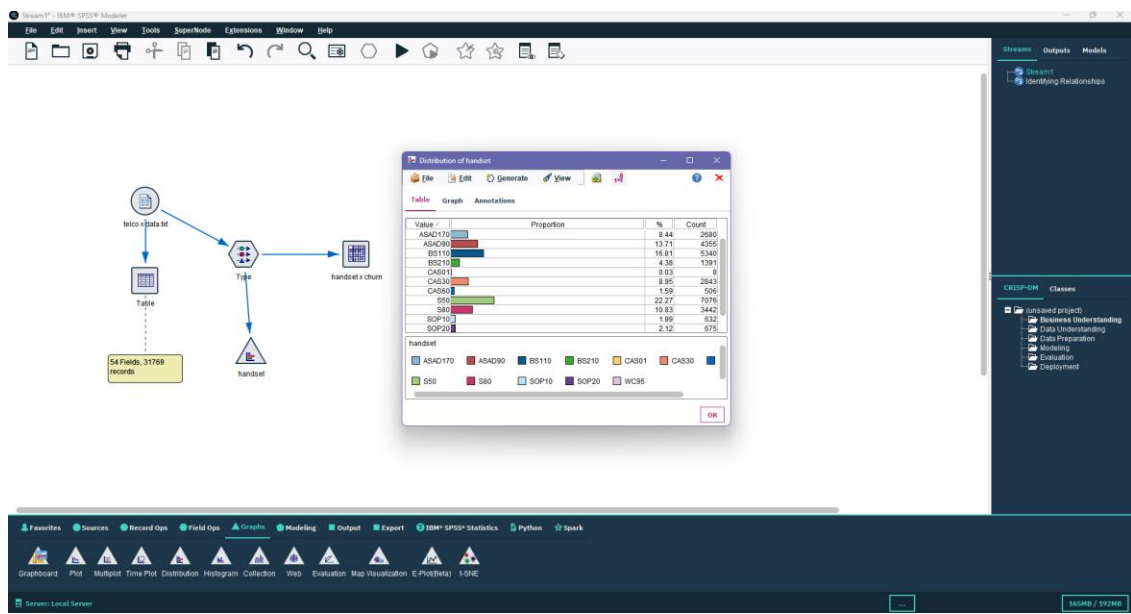 Stream1* - IBM® SPSS® Modeler
File Edit Insert View Tools SuperNode Extensions Window Help
Streams Outputs Models
Stream1
Identifying Relationships
Distribution of handset
File Edit Generate View
Table Graph Annotations
Value Proportion % Count
ASAD170 8.44 2680
ASAD90 13.71 4355
BS110 16.81 5340
BS210 4.38 1391
CAS01 0.03 8
CAS30 8.95 2843
CAS60 1.59 506
S50 22.27 7076
S80 10.83 3442
SOP10 1.99 632
SOP20 2.12 675
handset
ASAD170 ASAD90 BS110 BS210 CAS01 CAS30
S50 S80 SOP10 SOP20 WC95
OK
telco x data.txt
Type
handset x churn
Table
54 Fields, 31769
records
handset
CRISP-DM Classes
(unsaved project)
Business Understanding
Data Understanding
Data Preparation
Modeling
Evaluation
Deployment
Favorites Sources Record Ops Field Ops Graphs Modeling Output Export IBM® SPSS® Statistics Python Spark
Graphboard Plot Multiplot Time Plot Distribution Histogram Collection Web Evaluation Map Visualization E-Plot(Beta) t-SNE
Server: Local Server
...
165MB / 192MB